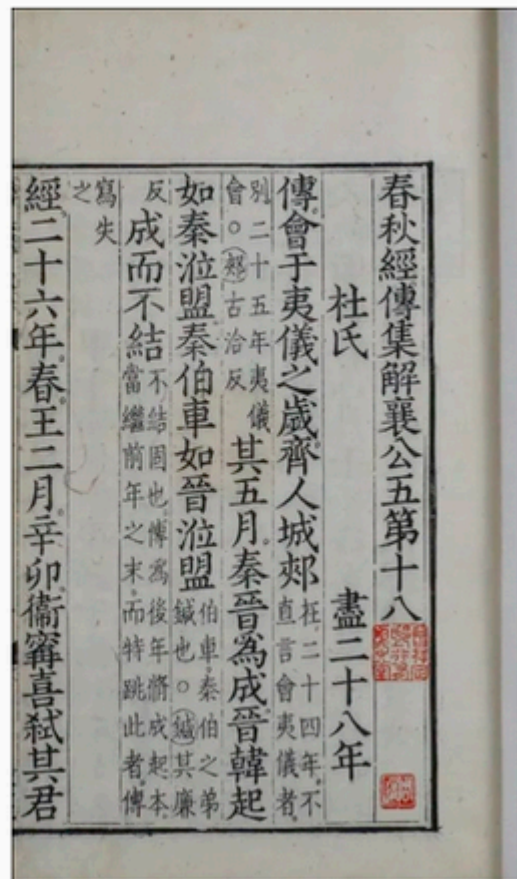 春秋經傳集解襄公五第十八
杜氏　盡二十八年
傳會于夷儀之歲齊人城郟在二十四年不
直言會夷儀者
別二十五年夷儀
會○郟古洽反其五月秦晉爲成晉韓起
如秦涖盟秦伯車如晉涖盟伯車秦伯之弟
鍼也○鍼其廉
反成而不結不結固也傳爲後年脩成起本
當繼前年之末而特跳此者傳
寫失
之
經二十六年春王二月辛卯衞甯喜弒其君